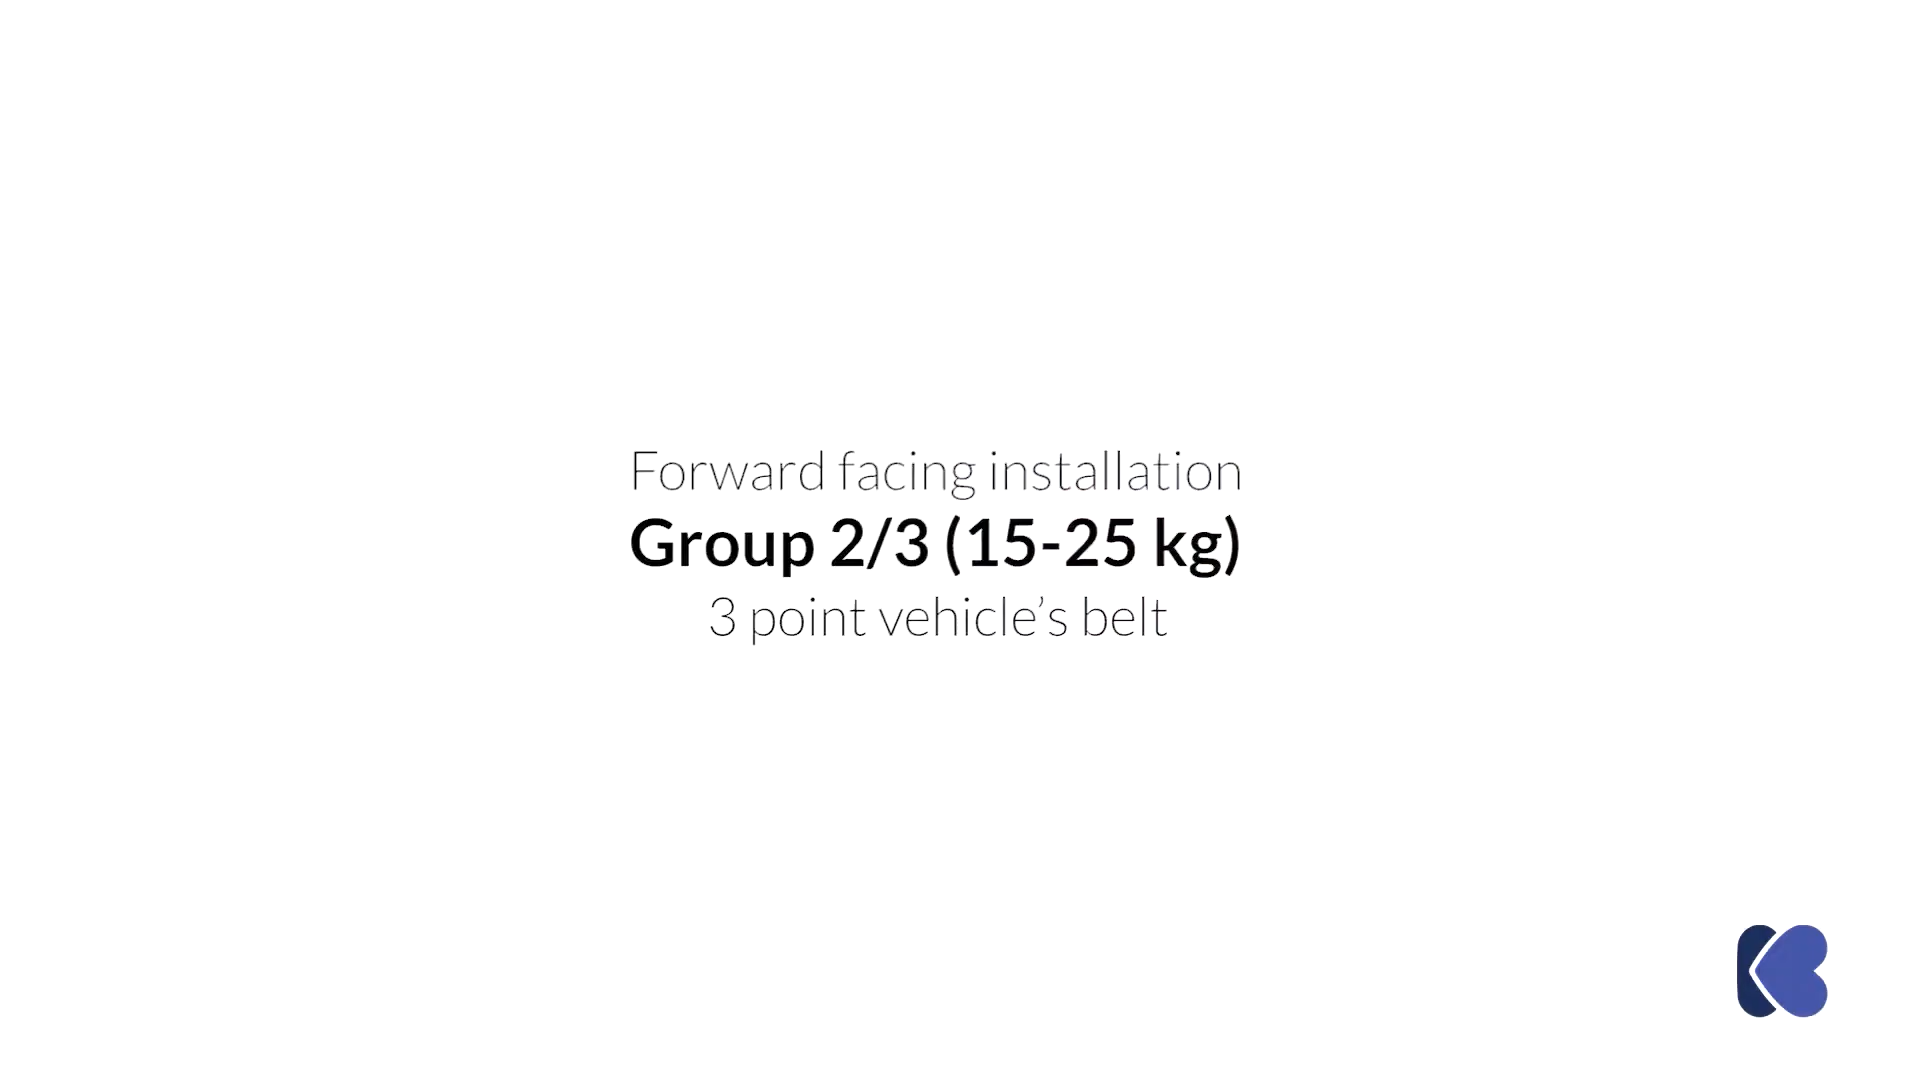 Forward facing installation
Group 2/3 (15-25 kg)
3 point vehicle’s belt